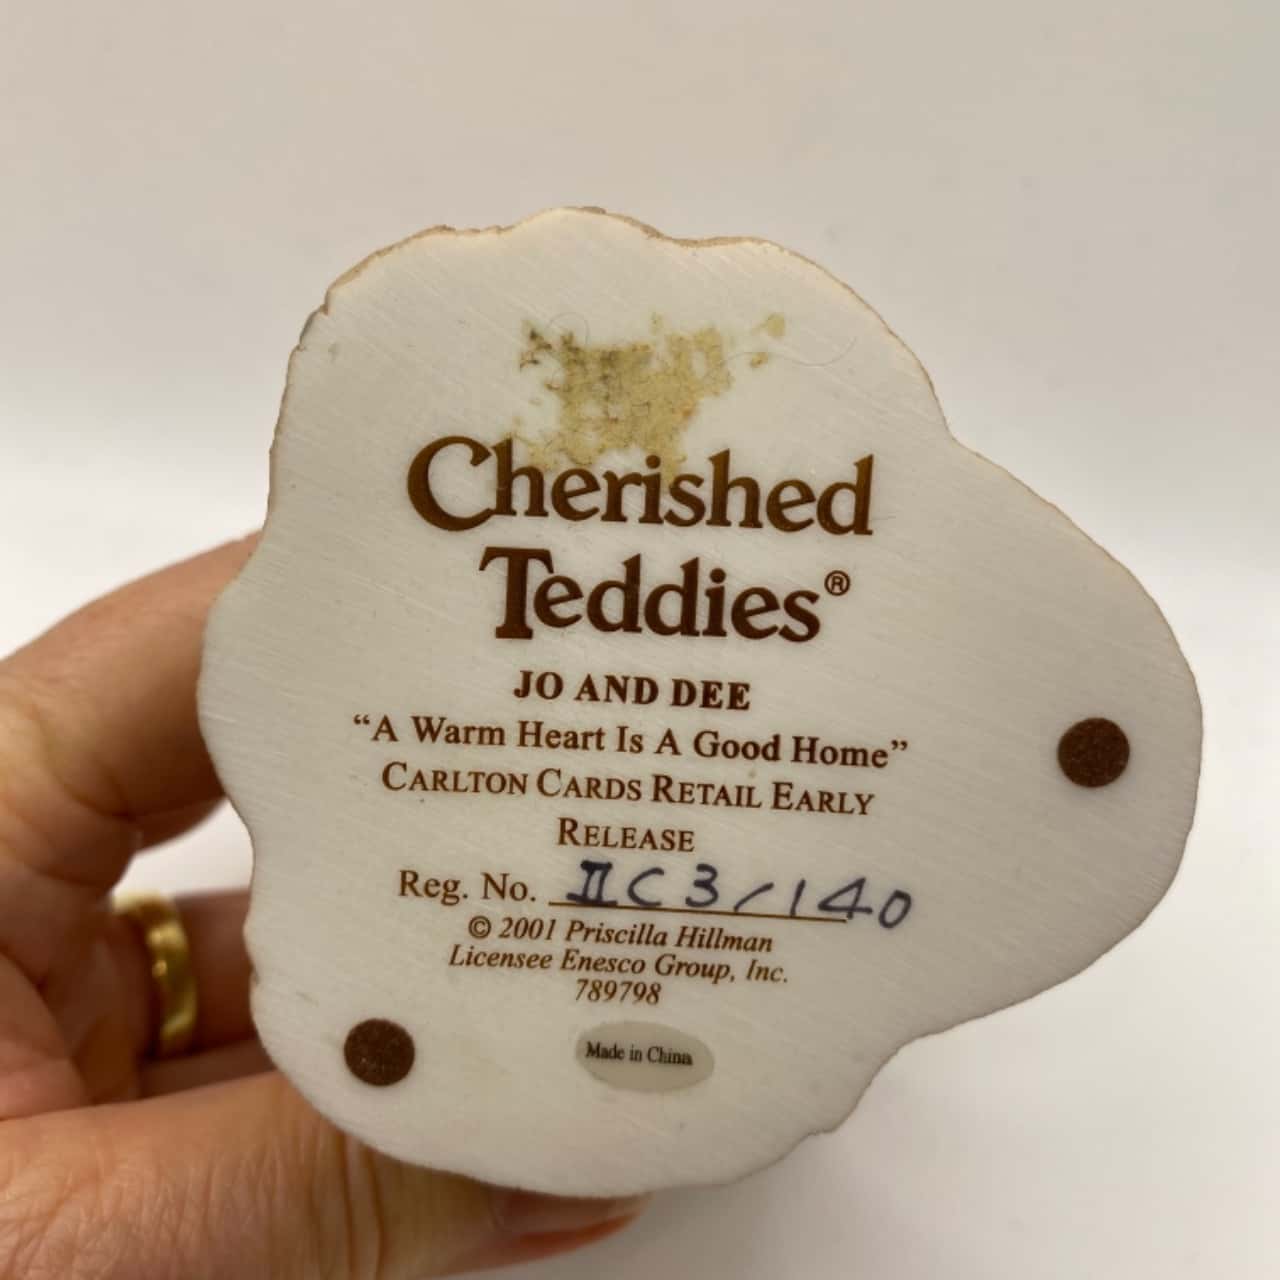 Cherished
Teddies®
JO AND DEE
“A Warm Heart Is A Good Home”
CARLTON CARDS RETAIL EARLY
RELEASE
Reg. No. IIC3/140
© 2001 Priscilla Hillman
Licensee Enesco Group, Inc.
789798
Made in China